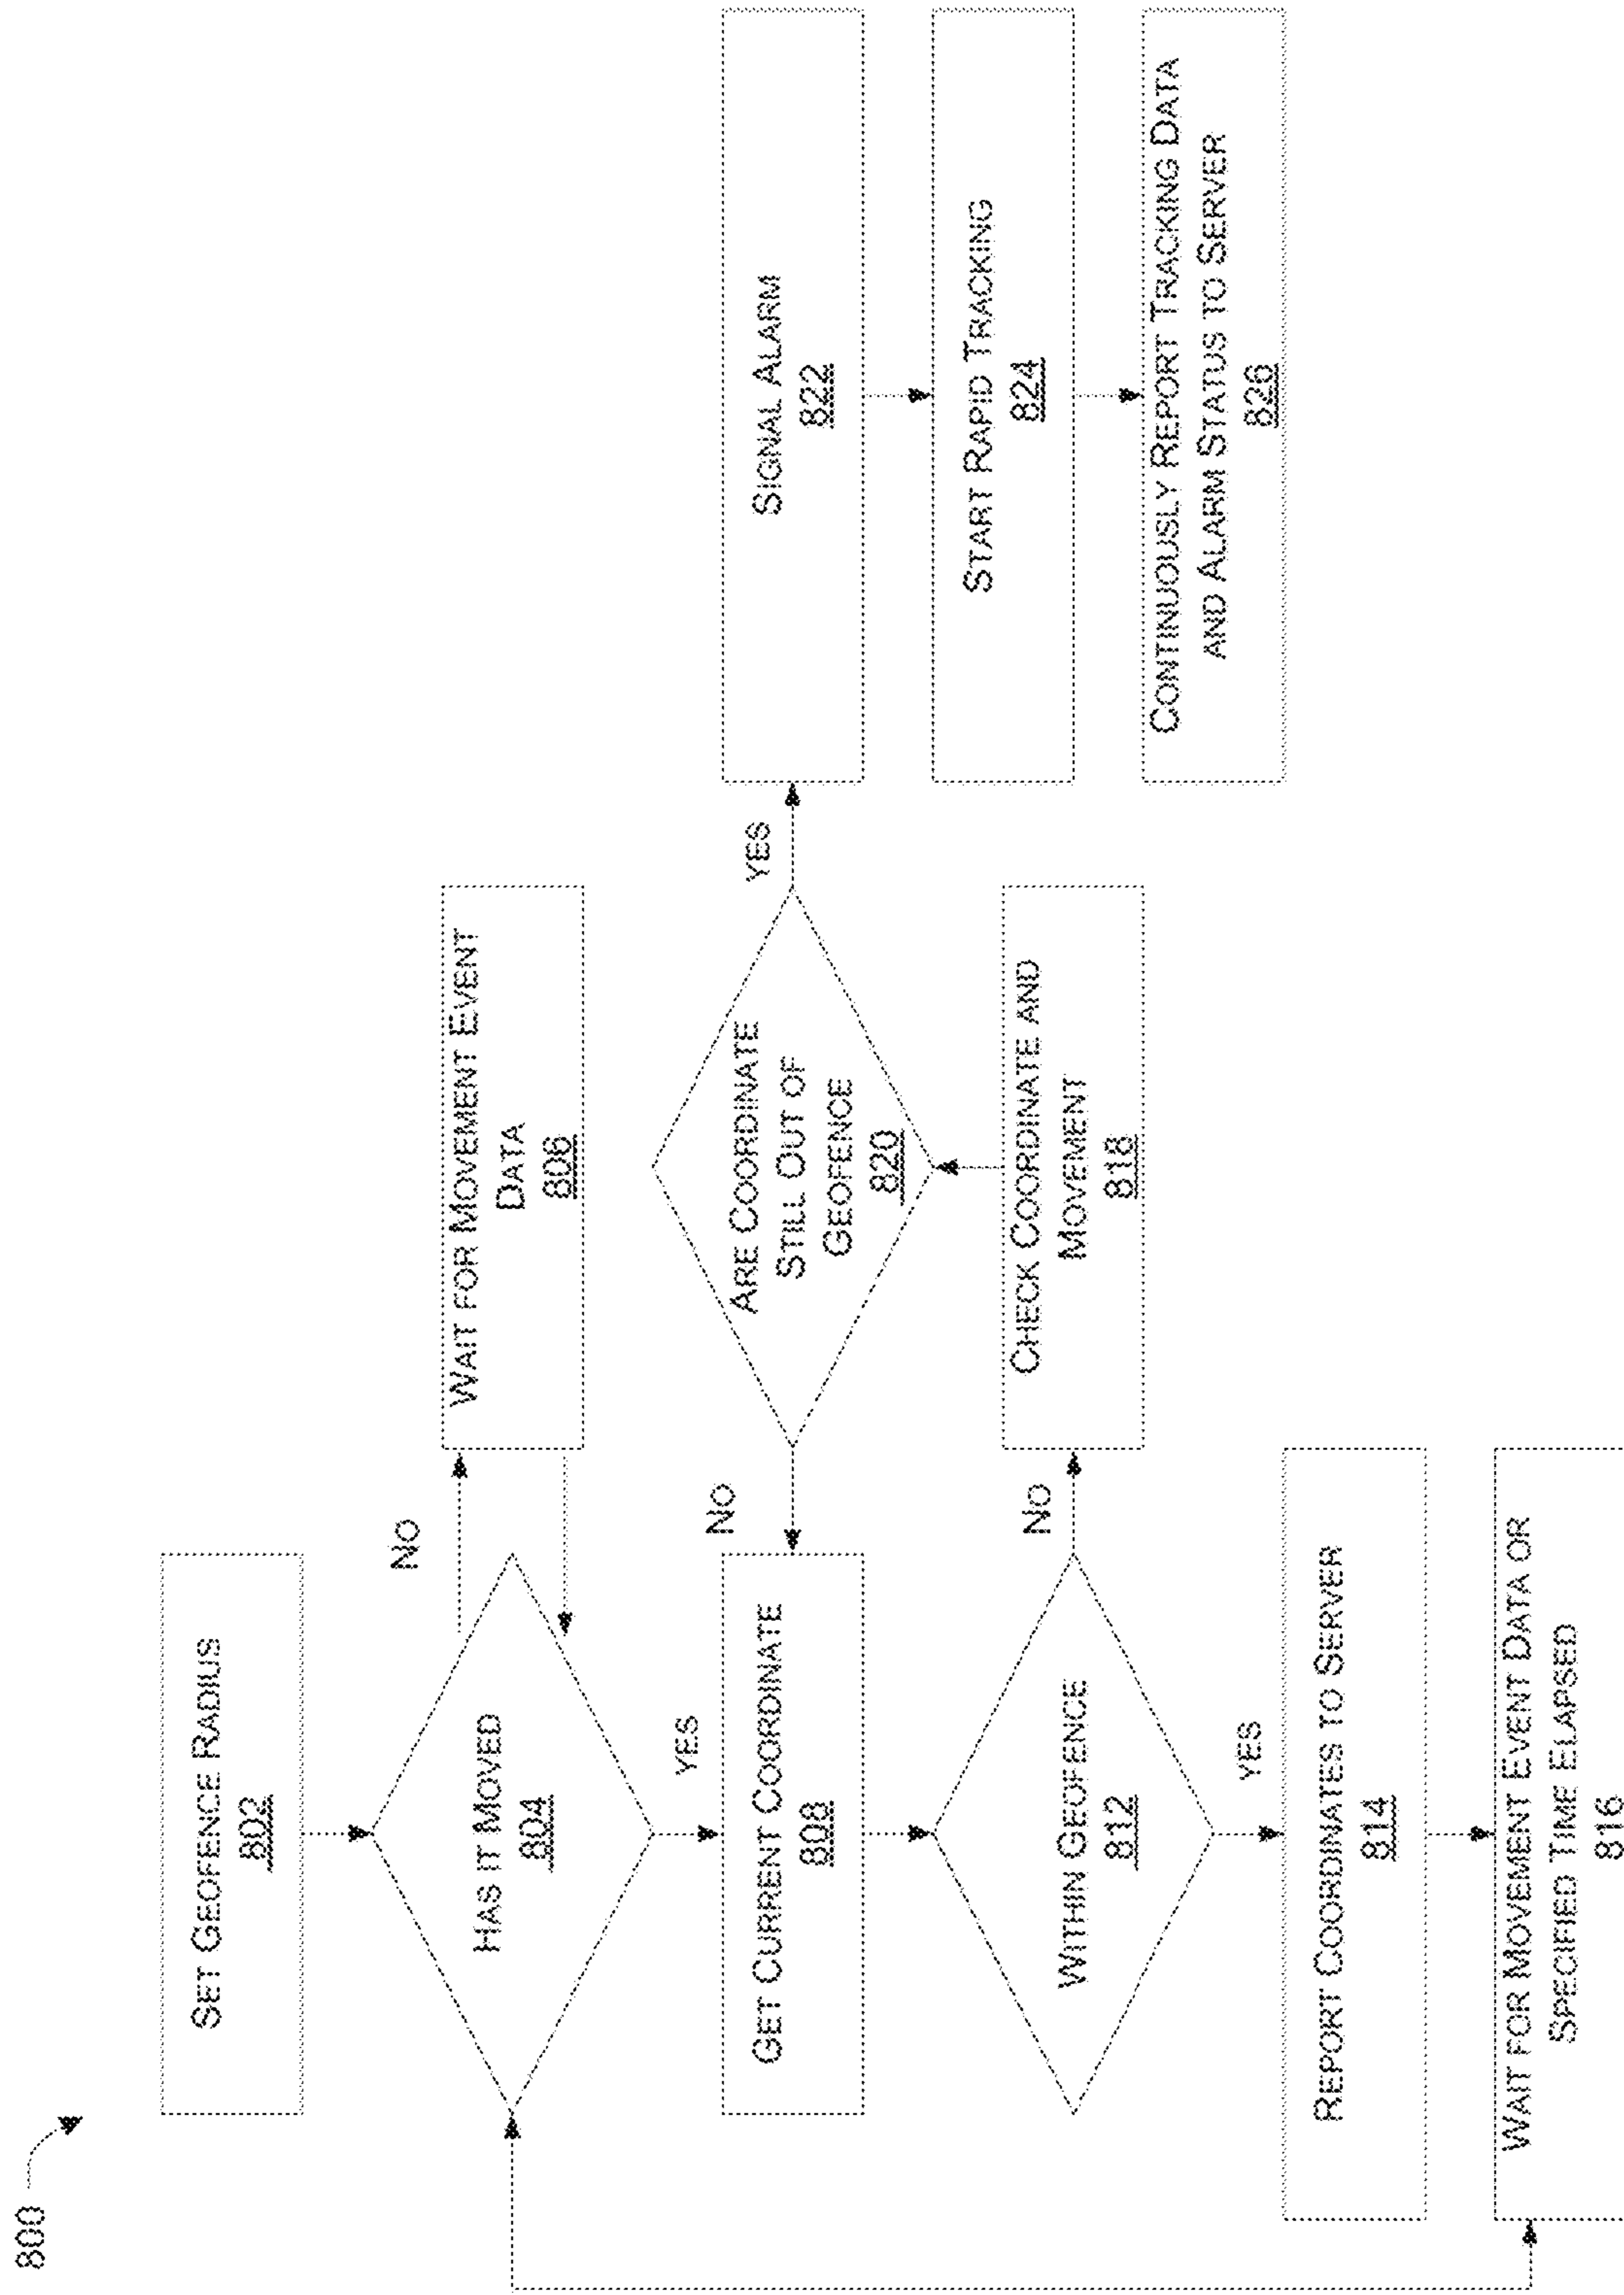 800
SET GEOFENCE RADIUS
802
HAS IT MOVED
804
NO
WAIT FOR MOVEMENT EVENT
DATA
806
YES
GET CURRENT COORDINATE
808
WITHIN GEOFENCE
812
YES
REPORT COORDINATES TO SERVER
814
WAIT FOR MOVEMENT EVENT DATA OR
SPECIFIED TIME ELAPSED
816
NO
CHECK COORDINATE AND
MOVEMENT
818
ARE COORDINATE
STILL OUT OF
GEOFENCE
820
NO
YES
SIGNAL ALARM
822
START RAPID TRACKING
824
CONTINUOUSLY REPORT TRACKING DATA
AND ALARM STATUS TO SERVER
826